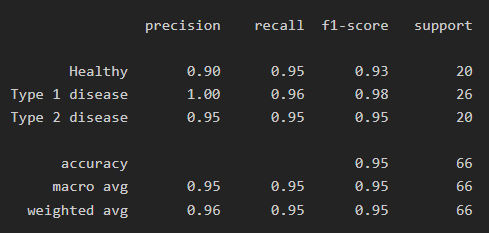 precision recall f1-score support
Healthy 0.90 0.95 0.93 20
Type 1 disease 1.00 0.96 0.98 26
Type 2 disease 0.95 0.95 0.95 20
accuracy 0.95 66
macro avg 0.95 0.95 0.95 66
weighted avg 0.96 0.95 0.95 66